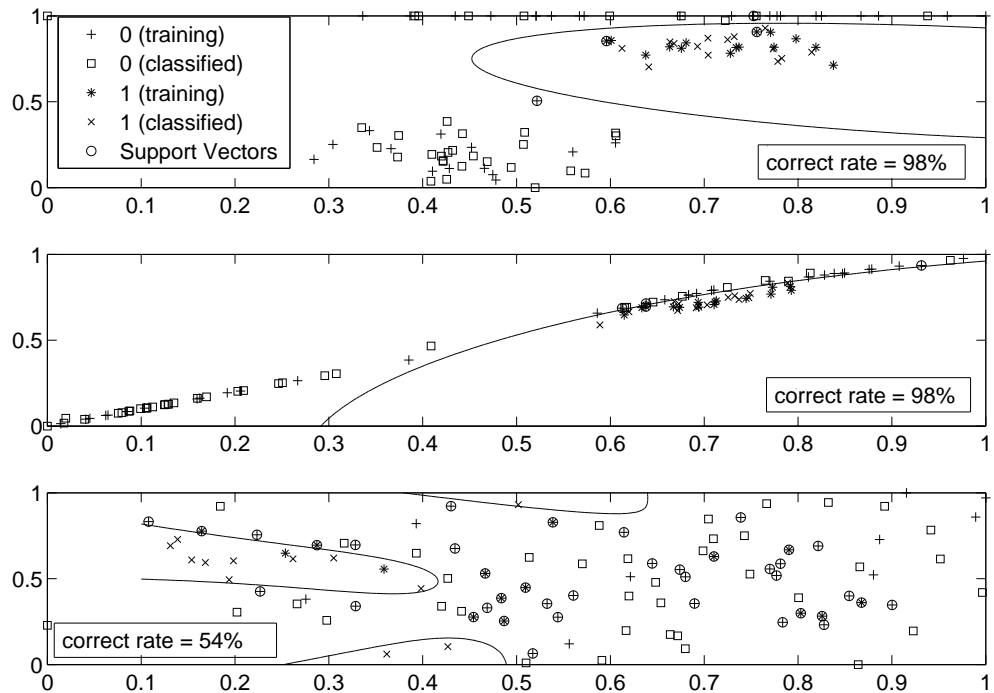 1
0 (training)
0 (classified)
1 (training)
1 (classified)
Support Vectors
0.5
correct rate = 98%
0
0 0.1 0.2 0.3 0.4 0.5 0.6 0.7 0.8 0.9 1
1
0.5
correct rate = 98%
0
0 0.1 0.2 0.3 0.4 0.5 0.6 0.7 0.8 0.9 1
1
0.5
correct rate = 54%
0
0 0.1 0.2 0.3 0.4 0.5 0.6 0.7 0.8 0.9 1